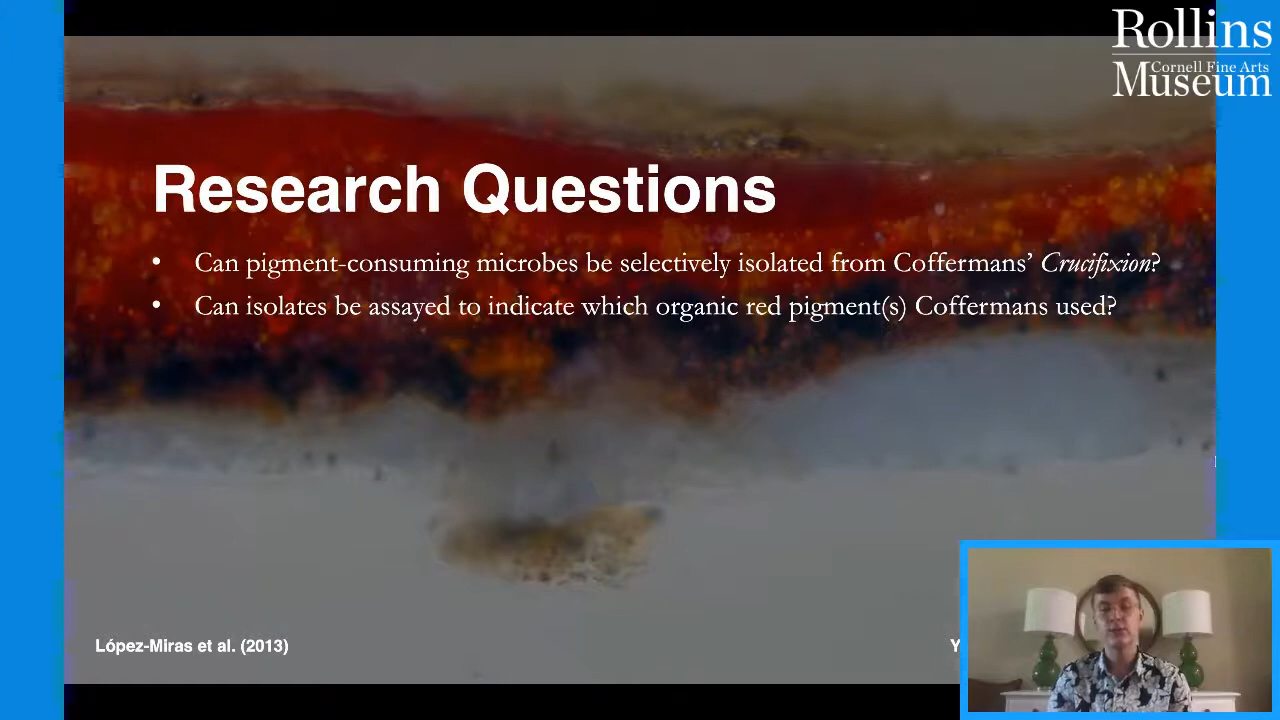 Rollins
Cornell Fine Arts
Museum
Research Questions
• Can pigment-consuming microbes be selectively isolated from Coffermans’ Crucifixion?
• Can isolates be assayed to indicate which organic red pigment(s) Coffermans used?
López-Miras et al. (2013)